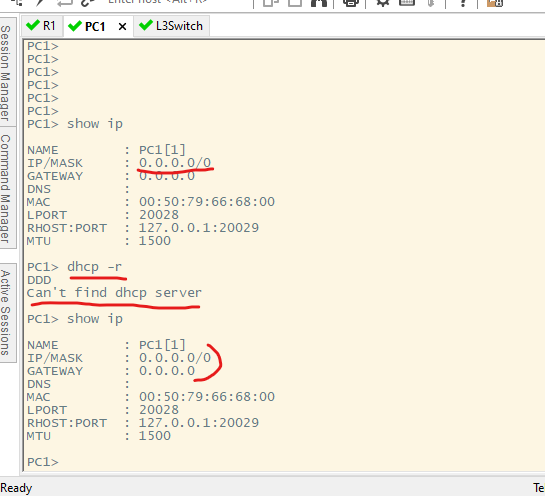 Enter host <Alt+R>
R1
PC1
L3Switch
Session Manager
Command Manager
Active Sessions
PC1>
PC1>
PC1>
PC1>
PC1>
PC1>
PC1> show ip
NAME : PC1[1]
IP/MASK : 0.0.0.0/0
GATEWAY : 0.0.0.0
DNS :
MAC : 00:50:79:66:68:00
LPORT : 20028
RHOST:PORT : 127.0.0.1:20029
MTU : 1500
PC1> dhcp -r
DDD
Can't find dhcp server
PC1> show ip
NAME : PC1[1]
IP/MASK : 0.0.0.0/0
GATEWAY : 0.0.0.0
DNS :
MAC : 00:50:79:66:68:00
LPORT : 20028
RHOST:PORT : 127.0.0.1:20029
MTU : 1500
PC1>
Ready
Te